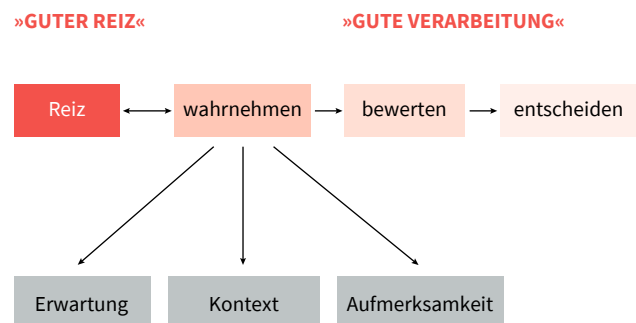 »GUTER REIZ«
»GUTE VERARBEITUNG«
Reiz
wahrnehmen
bewerten
entscheiden
Erwartung
Kontext
Aufmerksamkeit